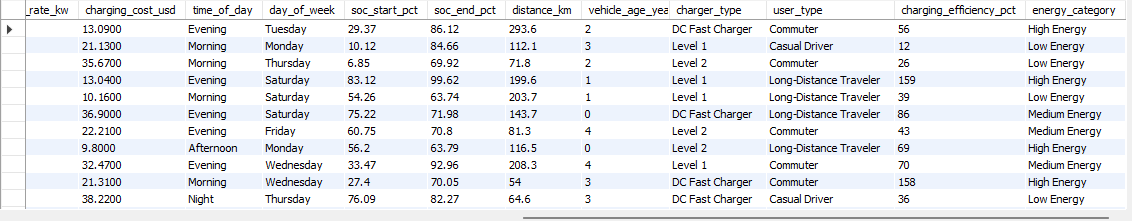 _rate_kw charging_cost_usd time_of_day day_of_week soc_start_pct soc_end_pct distance_km vehicle_age_yea charger_type user_type charging_efficiency_pct energy_category
13.0900 Evening Tuesday 29.37 86.12 293.6 2 DC Fast Charger Commuter 56 High Energy
21.1300 Morning Monday 10.12 84.66 112.1 3 Level 1 Casual Driver 12 Low Energy
35.6700 Morning Thursday 6.85 69.92 71.8 2 Level 2 Commuter 26 Low Energy
13.0400 Evening Saturday 83.12 99.62 199.6 1 Level 1 Long-Distance Traveler 159 High Energy
10.1600 Morning Saturday 54.26 63.74 203.7 1 Level 1 Long-Distance Traveler 39 Low Energy
36.9000 Evening Saturday 75.22 71.98 143.7 0 DC Fast Charger Long-Distance Traveler 86 Medium Energy
22.2100 Evening Friday 60.75 70.8 81.3 4 Level 2 Commuter 43 Medium Energy
9.8000 Afternoon Monday 56.2 63.79 116.5 0 Level 2 Long-Distance Traveler 69 High Energy
32.4700 Evening Wednesday 33.47 92.96 208.3 4 Level 1 Commuter 70 Medium Energy
21.3100 Morning Wednesday 27.4 70.05 54 3 DC Fast Charger Commuter 158 High Energy
38.2200 Night Thursday 76.09 82.27 64.6 3 DC Fast Charger Casual Driver 36 Low Energy